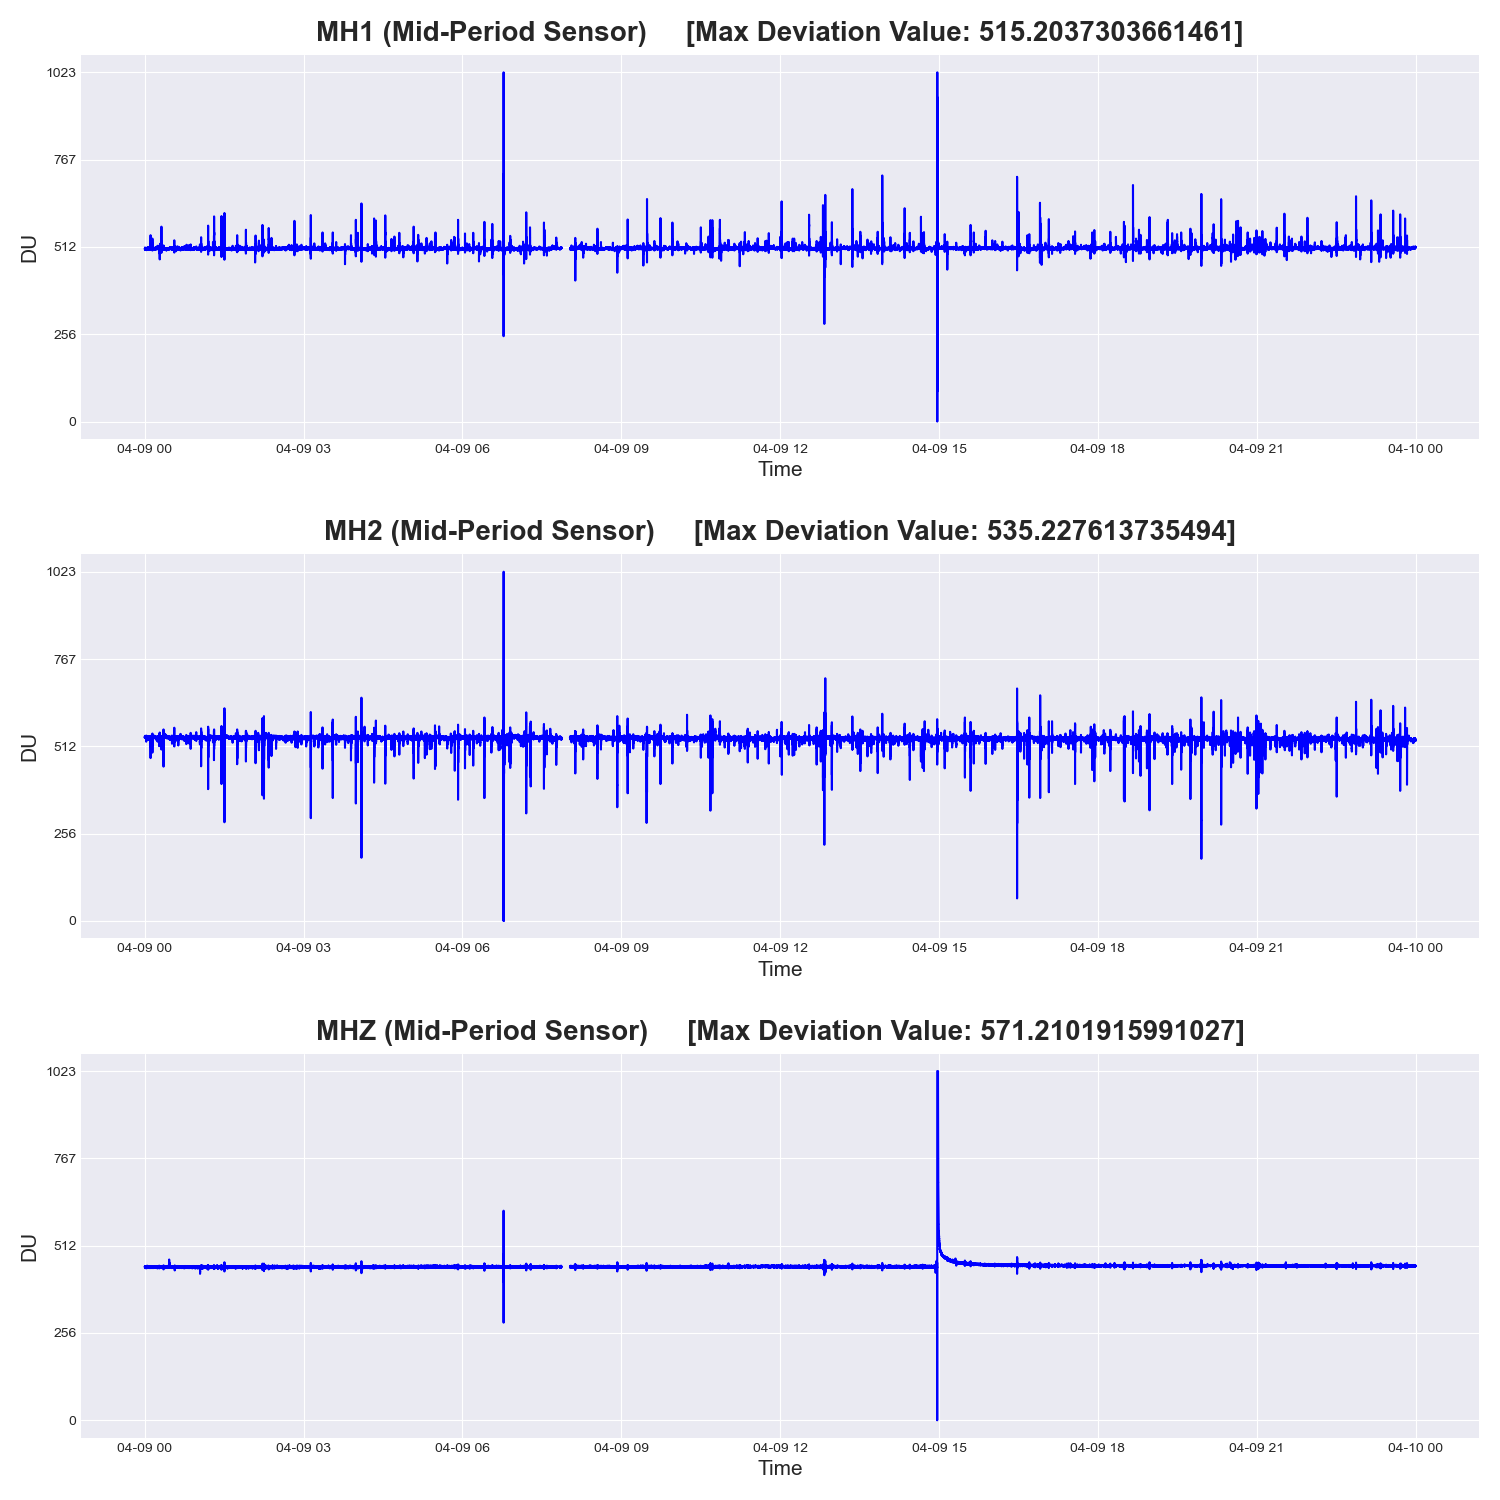 MH1 (Mid-Period Sensor) [Max Deviation Value: 515.2037303661461]
1023
767
512
256
0
DU
04-09 00 04-09 03 04-09 06 04-09 09 04-09 12 04-09 15 04-09 18 04-09 21 04-10 00
Time
MH2 (Mid-Period Sensor) [Max Deviation Value: 535.227613735494]
1023
767
512
256
0
DU
04-09 00 04-09 03 04-09 06 04-09 09 04-09 12 04-09 15 04-09 18 04-09 21 04-10 00
Time
MHZ (Mid-Period Sensor) [Max Deviation Value: 571.2101915991027]
1023
767
512
256
0
DU
04-09 00 04-09 03 04-09 06 04-09 09 04-09 12 04-09 15 04-09 18 04-09 21 04-10 00
Time